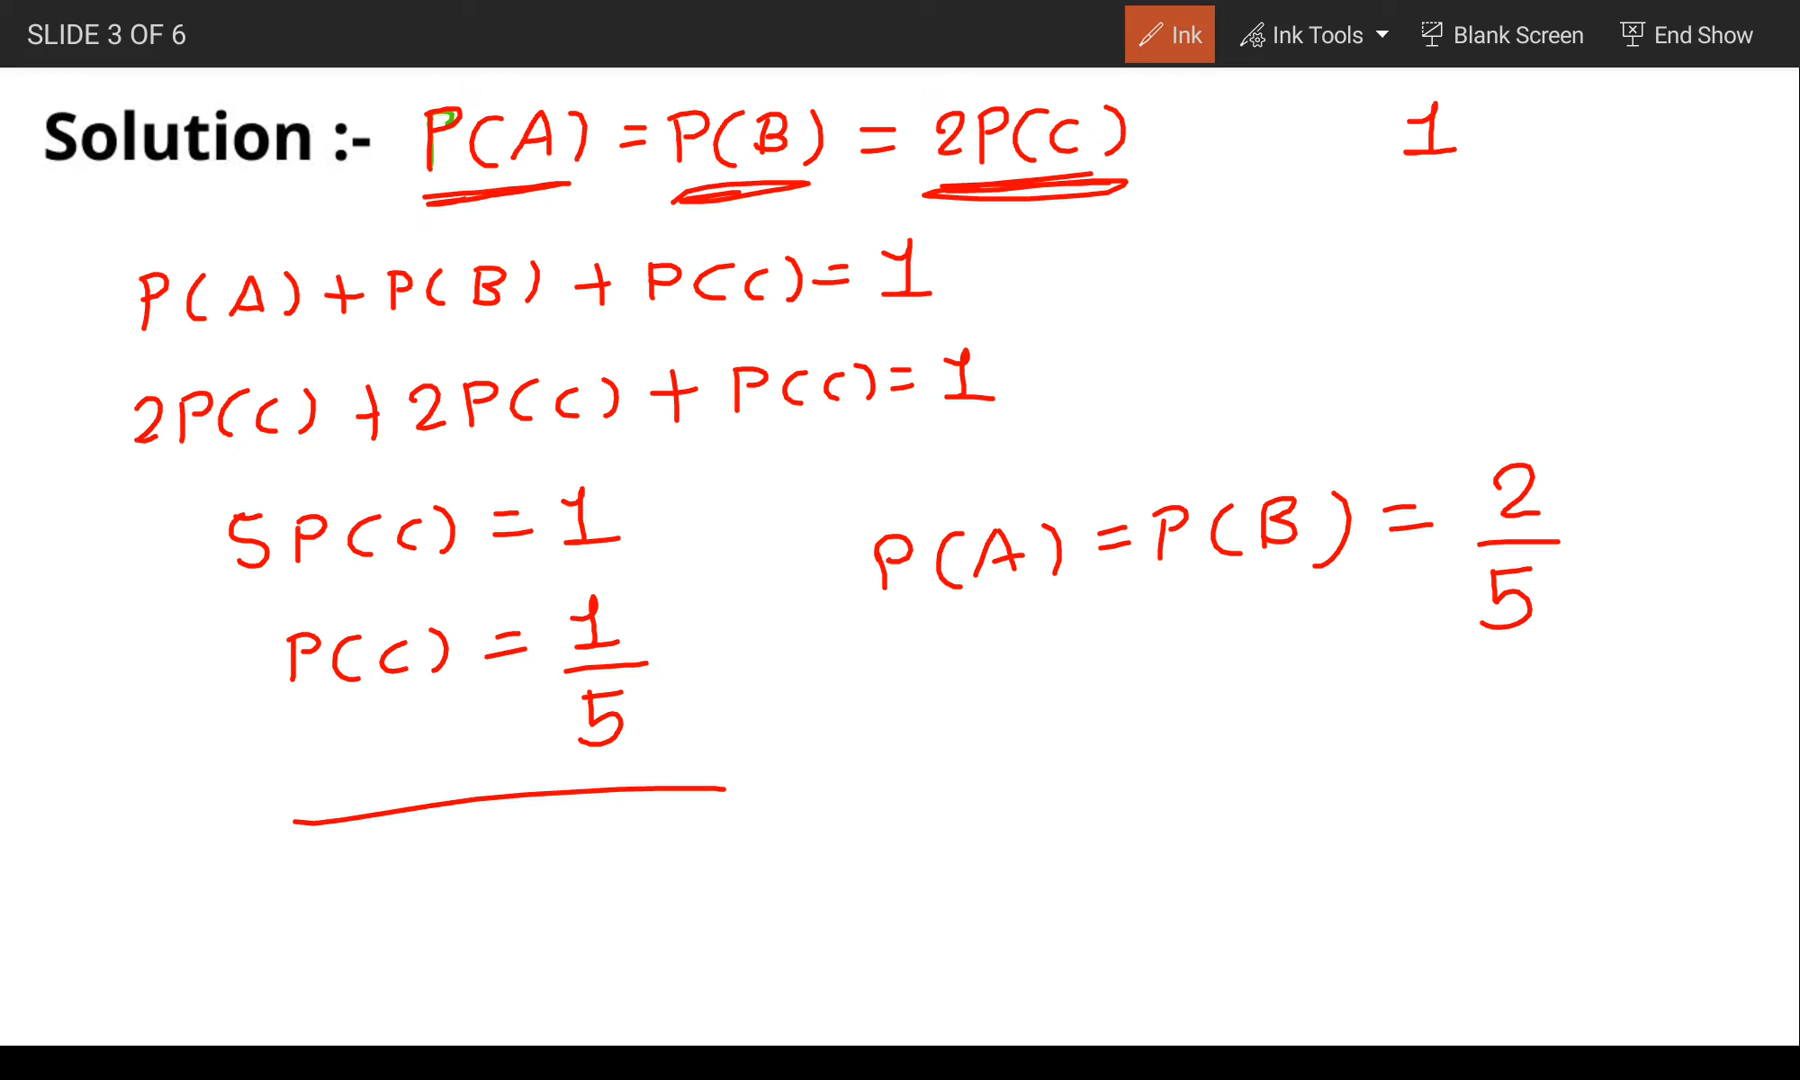 SLIDE 3 OF 6 Ink Ink Tools Blank Screen End Show
Solution :- P(A) = P(B) = 2P(C) 1
P(A) + P(B) + P(C) = 1
2P(C) + 2P(C) + P(C) = 1
5P(C) = 1
P(A) = P(B) = 2/5
P(C) = 1/5